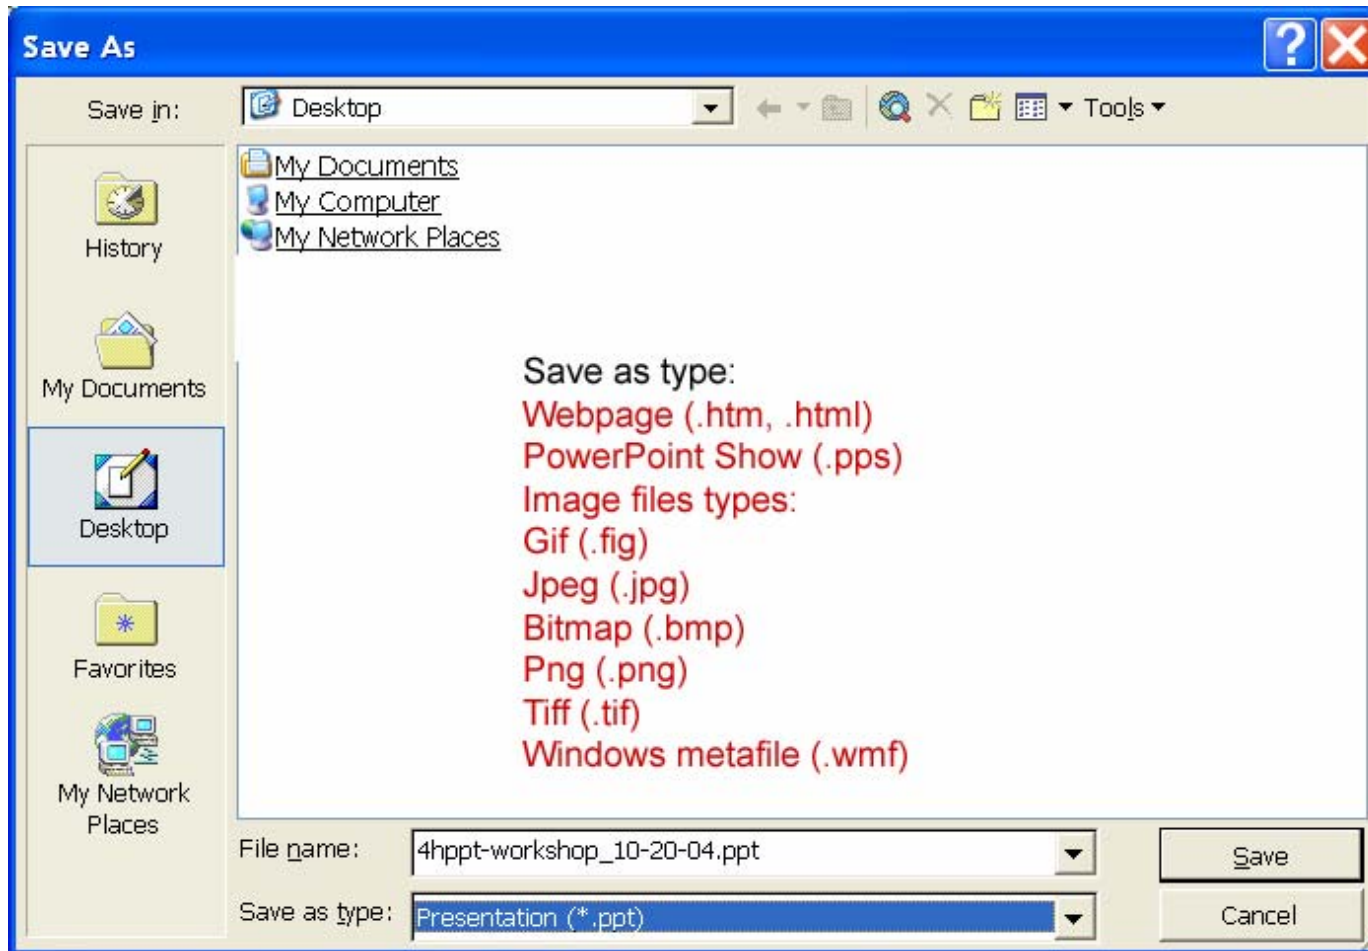 Save As
Save in:
Desktop
Tools
My Documents
My Computer
My Network Places
History
My Documents
Desktop
Favorites
My Network
Places
Save as type:
Webpage (.htm, .html)
PowerPoint Show (.pps)
Image files types:
Gif (.fig)
Jpeg (.jpg)
Bitmap (.bmp)
Png (.png)
Tiff (.tif)
Windows metafile (.wmf)
File name:
4hppt-workshop_10-20-04.ppt
Save
Save as type:
Presentation (*.ppt)
Cancel